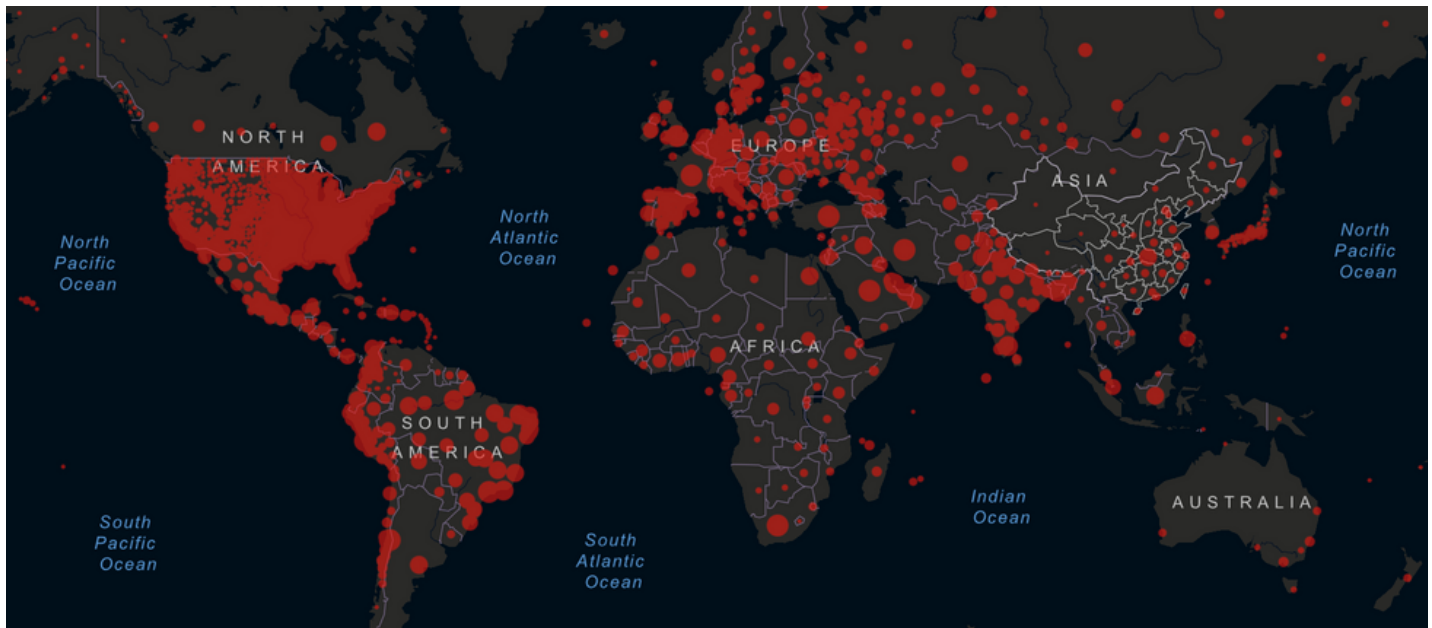 NORTH
AMERICA
EUROPE
ASIA
North
Atlantic
Ocean
North
Pacific
Ocean
North
Pacific
Ocean
AFRICA
SOUTH
AMERICA
Indian
Ocean
AUSTRALIA
South
Pacific
Ocean
South
Atlantic
Ocean